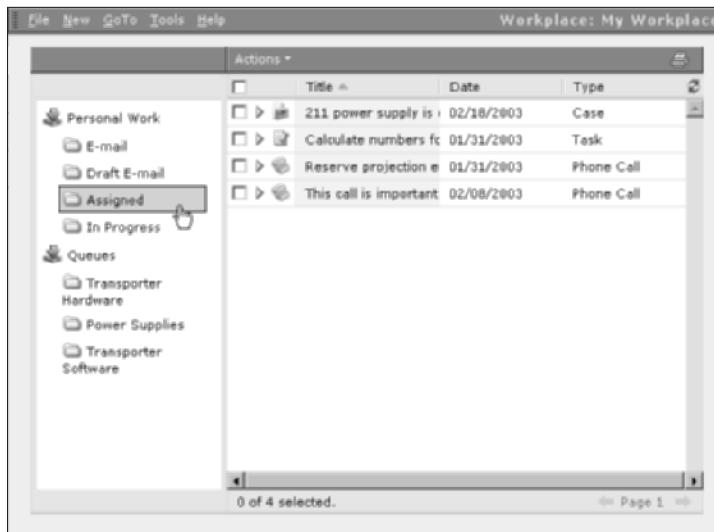 File New GoTo Tools Help
Workplace: My Workplace
Actions
Title Date Type
Personal Work
E-mail
Draft E-mail
Assigned
In Progress
Queues
Transporter
Hardware
Power Supplies
Transporter
Software
211 power supply is 02/18/2003 Case
Calculate numbers fo 01/31/2003 Task
Reserve projection e 01/31/2003 Phone Call
This call is important 02/08/2003 Phone Call
0 of 4 selected.
Page 1